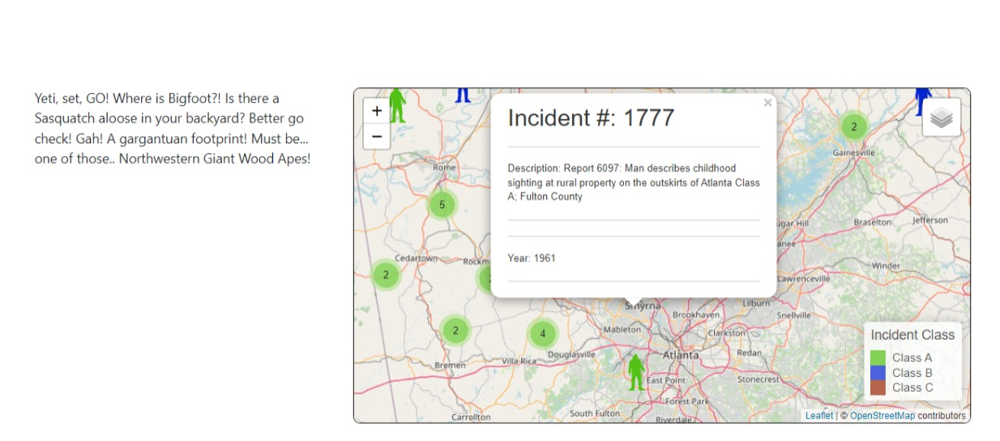 Yeti, set, GO! Where is Bigfoot?! Is there a
Sasquatch aloose in your backyard? Better go
check! Gah! A gargantuan footprint! Must be...
one of those.. Northwestern Giant Wood Apes!
+
−
Incident #: 1777
×
Description: Report 6097: Man describes childhood
sighting at rural property on the outskirts of Atlanta Class
A; Fulton County
Year: 1961
2
Gainesville
Rome
5
Braselton
Jefferson
Cedartown
2
Winder
Lawrenceville
Smyrna
Lilburn
Brookhaven
Snellville
2
4
Mableton
Clarkston
Douglasville
Atlanta
Redan
Villa Rica
Bremen
East Point
Stonecrest
Forest Park
Carrollton
South Fulton
Riverdale
Incident Class
Class A
Class B
Class C
Leaflet | © OpenStreetMap contributors